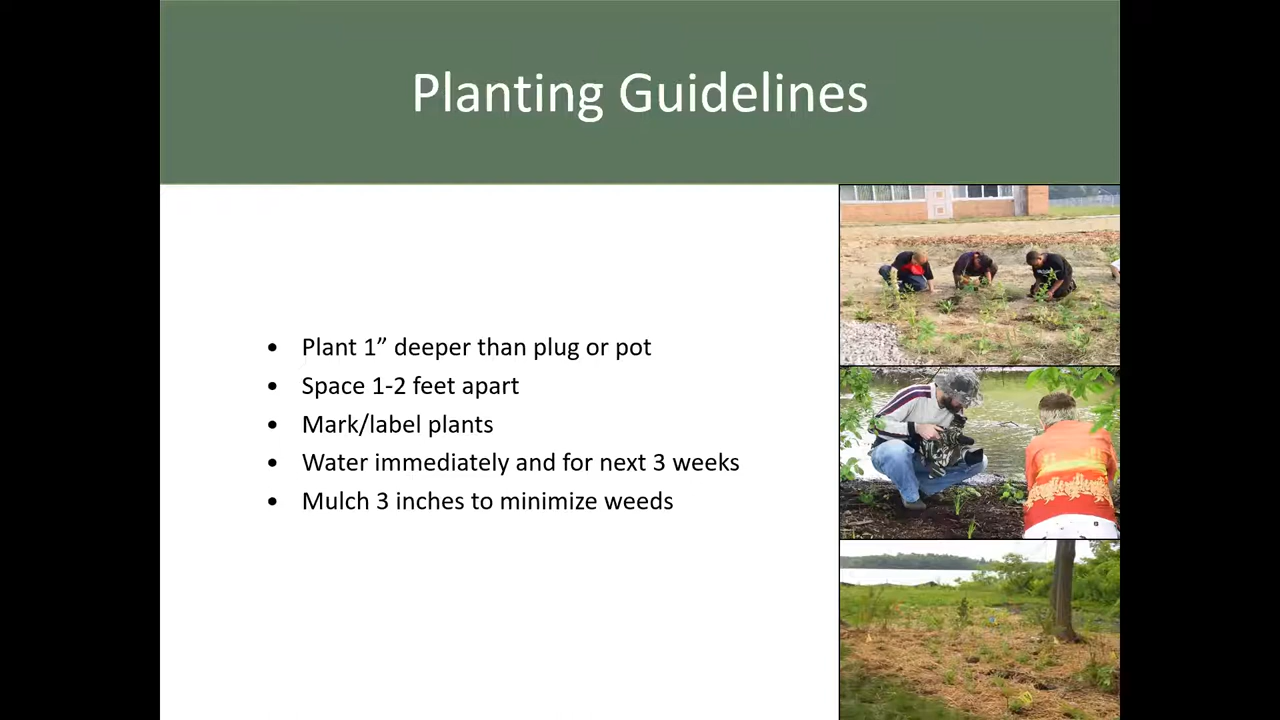 Planting Guidelines
• Plant 1” deeper than plug or pot
• Space 1-2 feet apart
• Mark/label plants
• Water immediately and for next 3 weeks
• Mulch 3 inches to minimize weeds